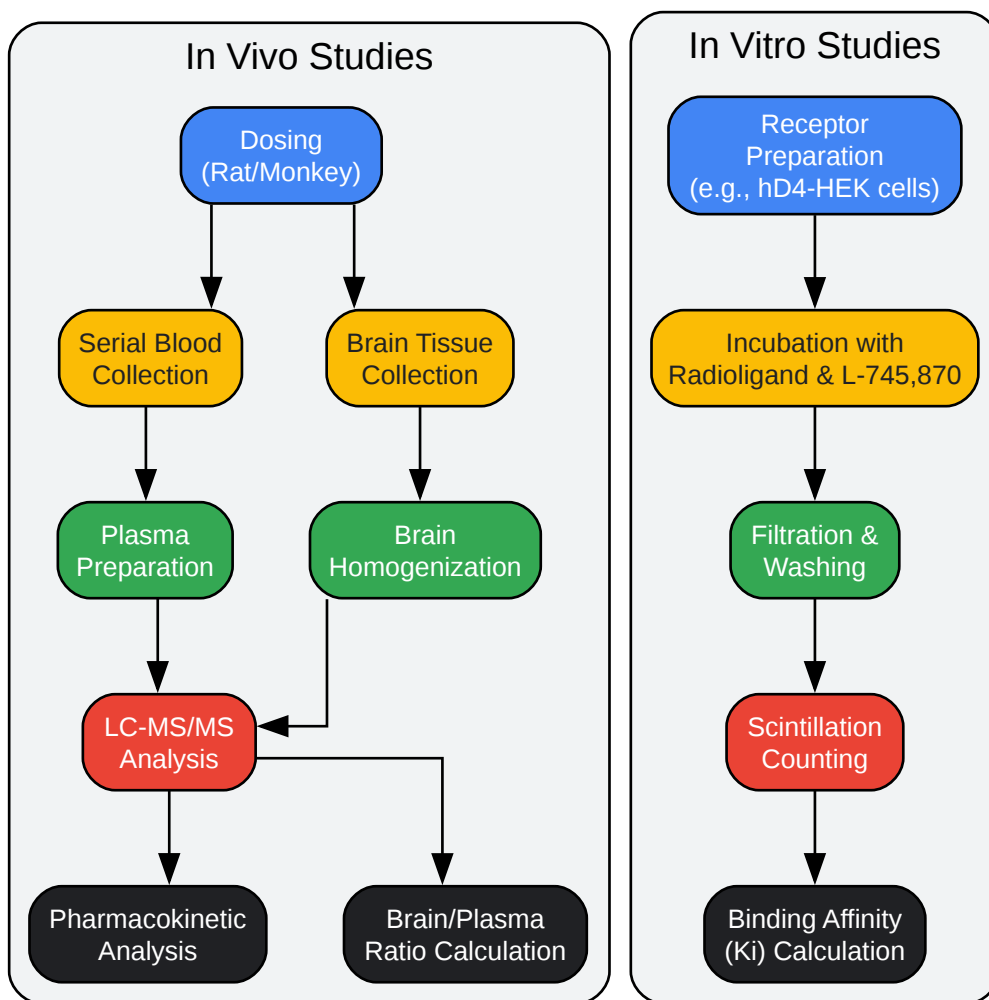 In Vivo Studies
Dosing
(Rat/Monkey)
Serial Blood
Collection
Brain Tissue
Collection
Plasma
Preparation
Brain
Homogenization
LC-MS/MS
Analysis
Pharmacokinetic
Analysis
Brain/Plasma
Ratio Calculation
In Vitro Studies
Receptor
Preparation
(e.g., hD4-HEK cells)
Incubation with
Radioligand & L-745,870
Filtration &
Washing
Scintillation
Counting
Binding Affinity
(Ki) Calculation